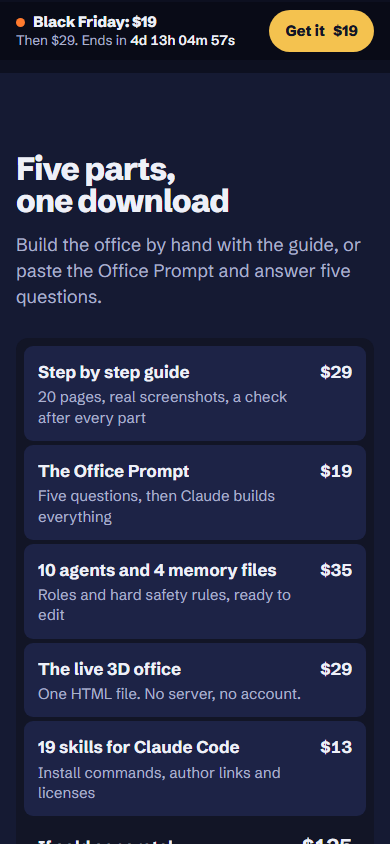 Black Friday: $19
Then $29. Ends in 4d 13h 04m 57s
Get it $19
Five parts,
one download
Build the office by hand with the guide, or
paste the Office Prompt and answer five
questions.
Step by step guide $29
20 pages, real screenshots, a check
after every part
The Office Prompt $19
Five questions, then Claude builds
everything
10 agents and 4 memory files $35
Roles and hard safety rules, ready to
edit
The live 3D office $29
One HTML file. No server, no account.
19 skills for Claude Code $13
Install commands, author links and
licenses